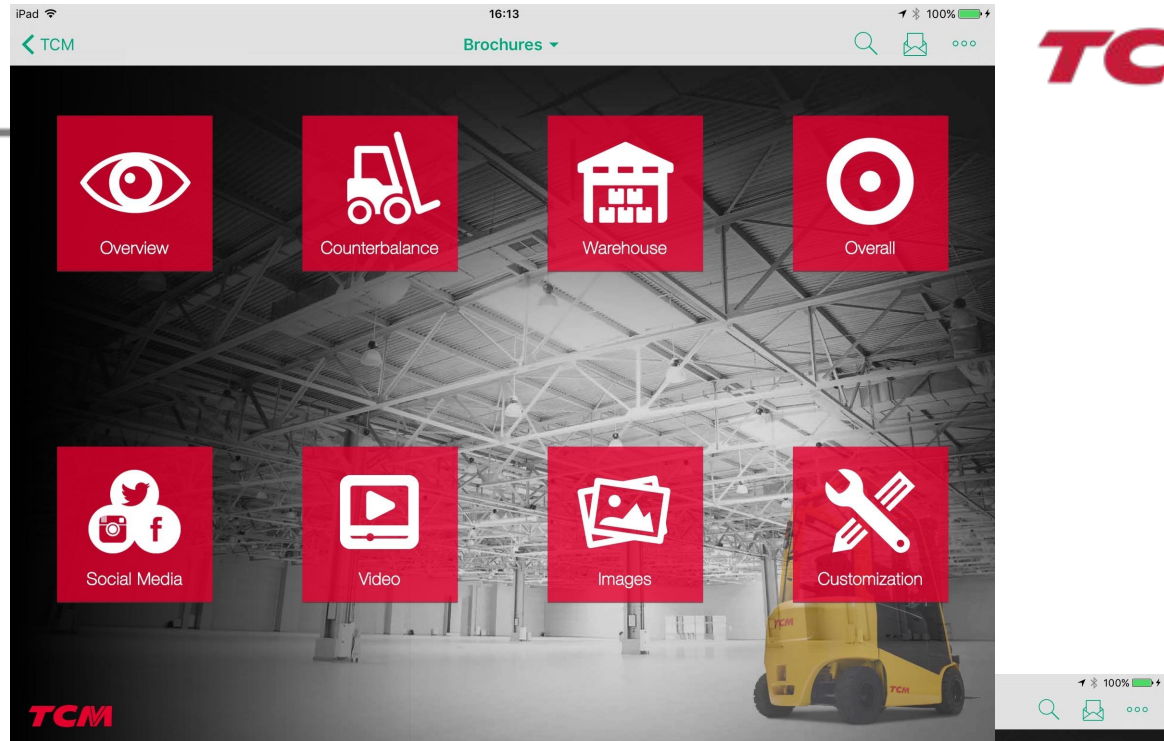 iPad 16:13 100%
TCM Brochures
TC
Overview Counterbalance Warehouse Overall
Social Media Video Images Customization
TCM
TCM
TCM
100%